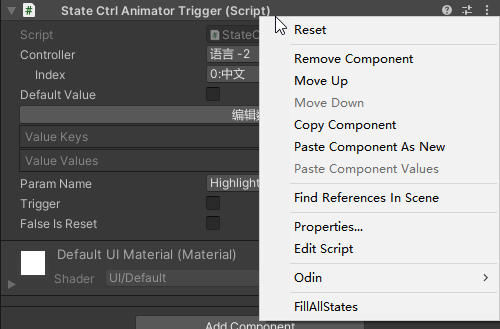 State Ctrl Animator Trigger (Script)
Script
StateC
Controller
语言 -2
Index
0:中文
Default Value
编辑
Value Keys
Value Values
Param Name
Highlight
Trigger
False Is Reset
Default UI Material (Material)
Shader
UI/Default
Add Component
Reset
Remove Component
Move Up
Move Down
Copy Component
Paste Component As New
Paste Component Values
Find References In Scene
Properties...
Edit Script
Odin
FillAllStates